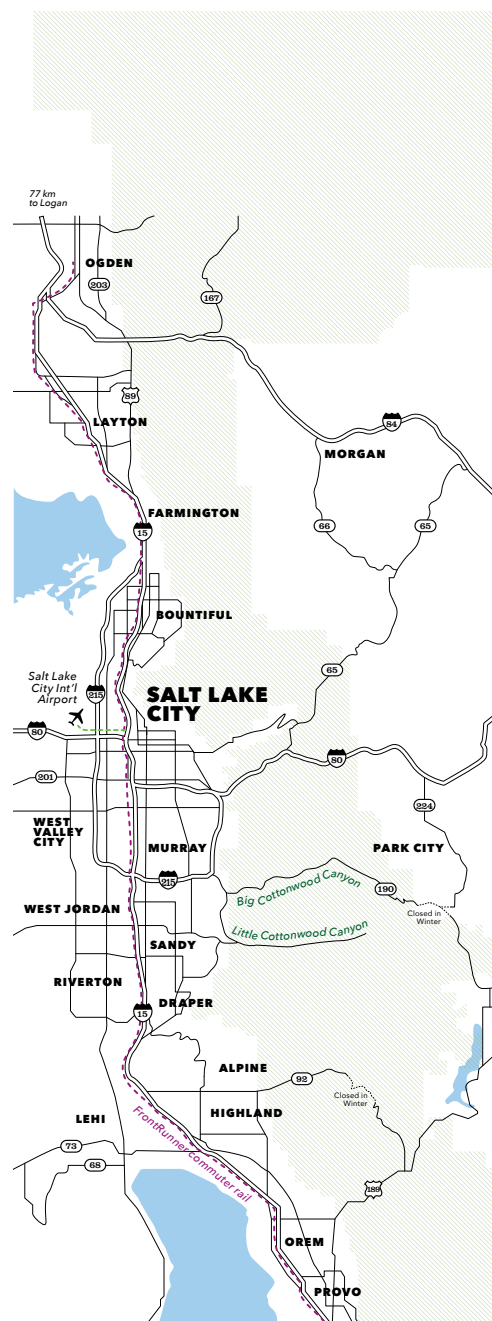 77 km
to Logan
OGDEN
203
167
89
LAYTON
84
MORGAN
FARMINGTON
66
65
15
BOUNTIFUL
65
Salt Lake
City Int'l
Airport
215
SALT LAKE
CITY
80
80
201
224
WEST
VALLEY
CITY
MURRAY
PARK CITY
215
Big Cottonwood Canyon
190
WEST JORDAN
Closed in
Winter
Little Cottonwood Canyon
SANDY
RIVERTON
DRAPER
15
ALPINE
92
Closed in
Winter
HIGHLAND
LEHI
FrontRunner commuter rail
73
68
189
OREM
PROVO